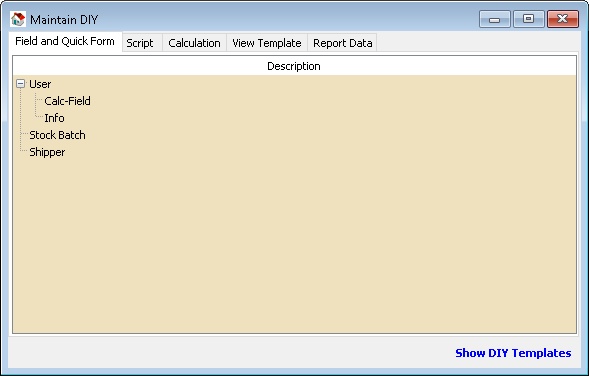 Maintain DIY
Field and Quick Form Script Calculation View Template Report Data
Description
User
Calc-Field
Info
Stock Batch
Shipper
Show DIY Templates